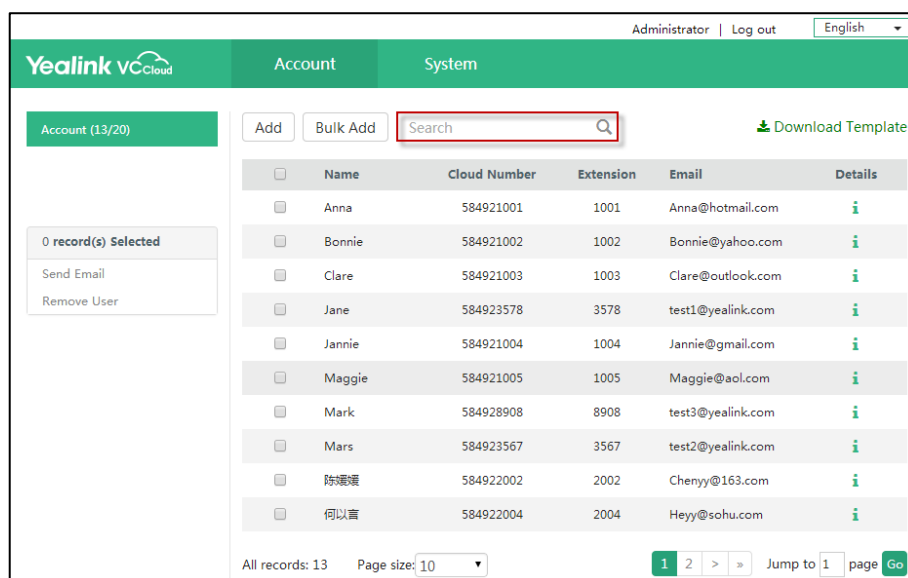 Administrator | Log out English
Yealink VCCloud Account System
Account (13/20)
Add Bulk Add Search Download Template
Name Cloud Number Extension Email Details
Anna 584921001 1001 Anna@hotmail.com
0 record(s) Selected
Bonnie 584921002 1002 Bonnie@yahoo.com
Send Email
Clare 584921003 1003 Clare@outlook.com
Remove User
Jane 584923578 3578 test1@yealink.com
Jannie 584921004 1004 Jannie@gmail.com
Maggie 584921005 1005 Maggie@aol.com
Mark 584928908 8908 test3@yealink.com
Mars 584923567 3567 test2@yealink.com
陈媛媛 584922002 2002 Chenyy@163.com
何以言 584922004 2004 Heyy@sohu.com
All records: 13 Page size: 10 1 2 > » Jump to 1 page Go